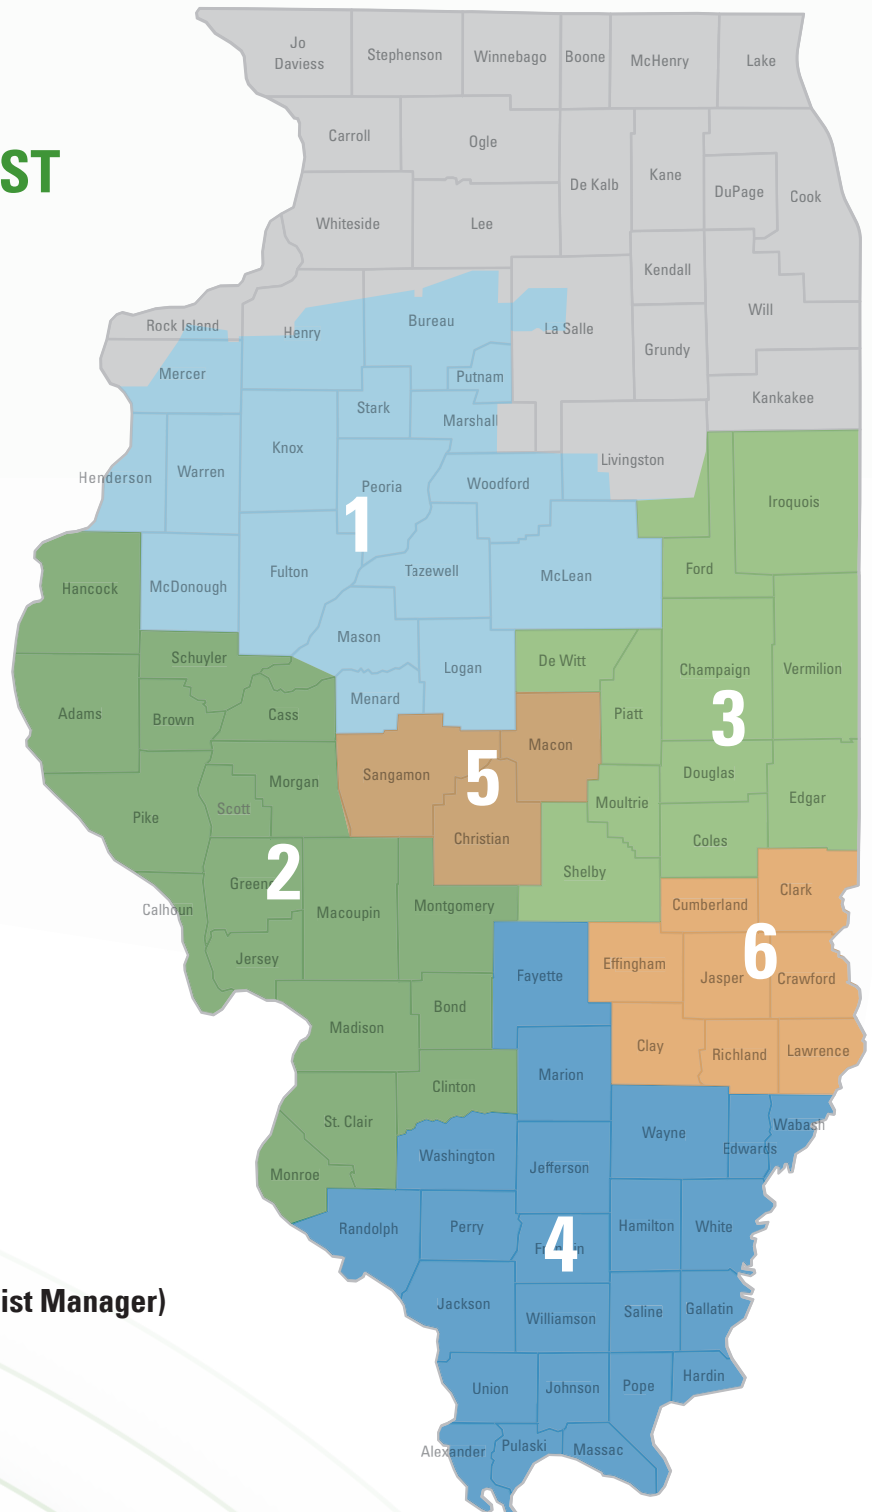 Jo
Daviess
Stephenson
Winnebago
Boone
McHenry
Lake
Carroll
Ogle
De Kalb
Kane
DuPage
Cook
ST
Whiteside
Lee
Kendall
Will
Rock Island
Henry
Bureau
La Salle
Grundy
Mercer
Putnam
Kankakee
Stark
Marshall
Knox
Livingston
Henderson
Warren
Peoria
Woodford
Iroquois
1
McDonough
Fulton
Tazewell
McLean
Ford
Hancock
Mason
Schuyler
Logan
De Witt
Champaign
Vermilion
Menard
Adams
Brown
Cass
Piatt
3
Macon
Sangamon
5
Morgan
Douglas
Edgar
Scott
Moultrie
Pike
Christian
Coles
2
Shelby
Greene
Clark
Calhoun
Macoupin
Montgomery
Cumberland
6
Jersey
Fayette
Effingham
Jasper
Crawford
Bond
Madison
Clay
Richland
Lawrence
Marion
Clinton
St. Clair
Wayne
Wabash
Edwards
Washington
Jefferson
Monroe
Randolph
Perry
Hamilton
White
Franklin
4
ist Manager)
Jackson
Williamson
Saline
Gallatin
Union
Johnson
Pope
Hardin
Alexander
Pulaski
Massac